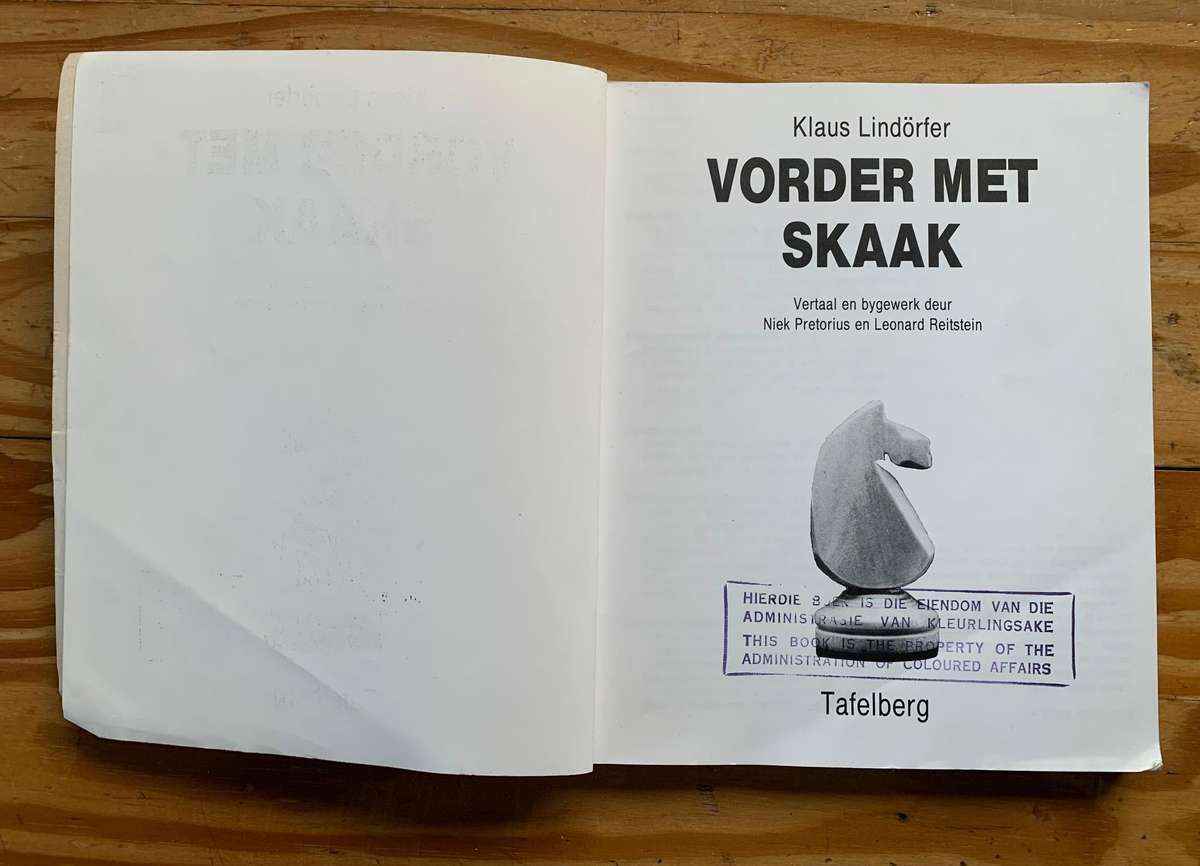 Klaus Lindörfer
VORDER MET
SKAAK
Vertaal en bygewerk deur
Niek Pretorius en Leonard Reitstein
HIERDIE BOEK IS DIE EIENDOM VAN DIE
ADMINISTRASIE VAN KLEURLINGSAKE
THIS BOOK IS THE PROPERTY OF THE
ADMINISTRATION OF COLOURED AFFAIRS
Tafelberg